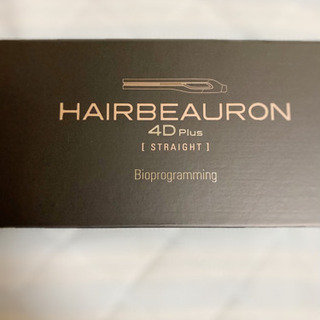 HAIRBEAURON
4D Plus
[ STRAIGHT ]
Bioprogramming